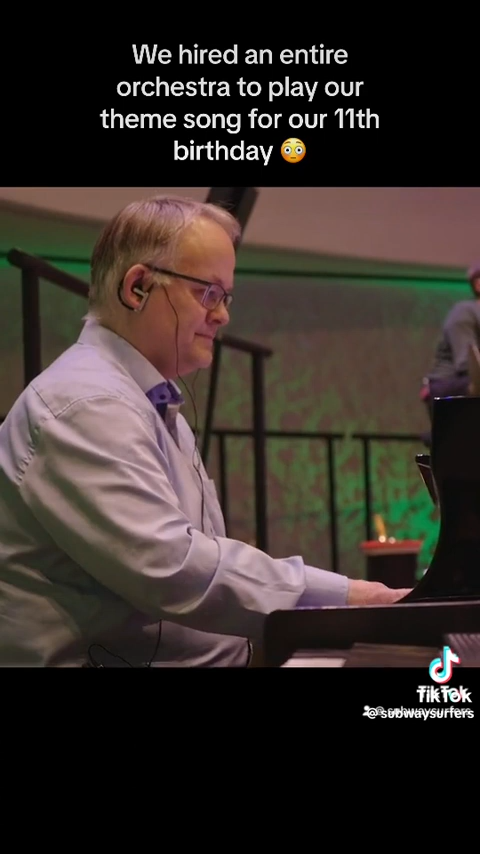 We hired an entire
orchestra to play our
theme song for our 11th
birthday 😳
TikTok
@subwaysurfers